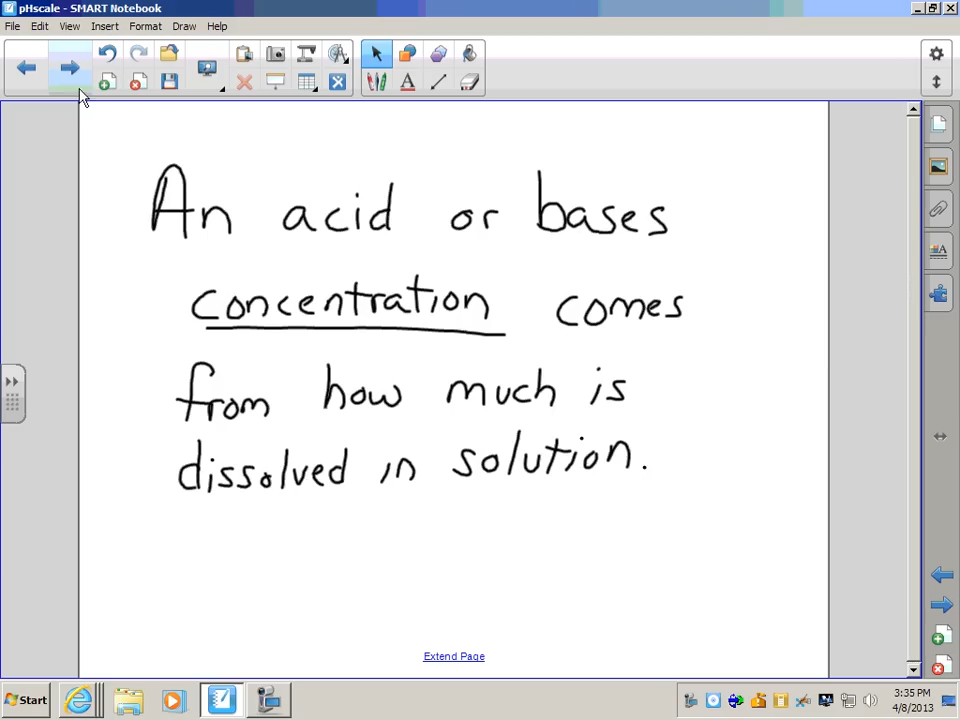 pHscale - SMART Notebook
File Edit View Insert Format Draw Help
An acid or bases
concentration comes
from how much is
dissolved in solution.
Extend Page
Start
3:35 PM
4/8/2013